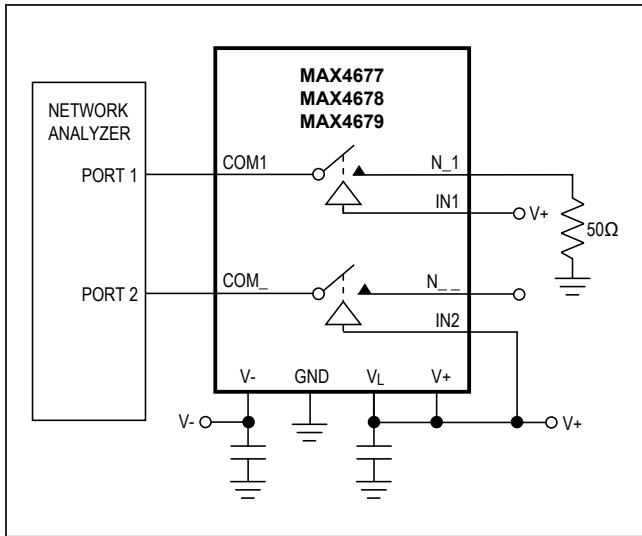 MAX4677
MAX4678
MAX4679
NETWORK
ANALYZER
PORT 1
COM1
N_1
IN1
V+
50Ω
PORT 2
COM_
N_ _
IN2
V-
GND
VL
V+
V-
V+